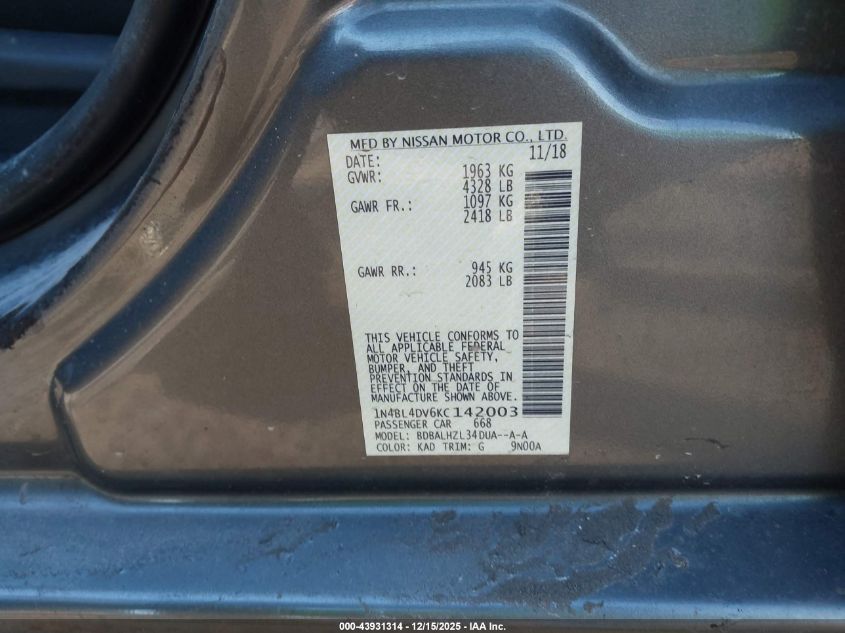 MFD BY NISSAN MOTOR CO., LTD.
DATE: 11/18
GVWR: 1963 KG
4328 LB
GAWR FR.: 1097 KG
2418 LB
GAWR RR.: 945 KG
2083 LB
THIS VEHICLE CONFORMS TO
ALL APPLICABLE FEDERAL
MOTOR VEHICLE SAFETY,
BUMPER, AND THEFT
PREVENTION STANDARDS IN
EFFECT ON THE DATE OF
MANUFACTURE SHOWN ABOVE.
1N4BL4DV6KC142003
PASSENGER CAR 668
MODEL: BDBALHZL34DUA--A-A
COLOR: KAD TRIM: G 9N00A
000-43931314 - 12/15/2025 - IAA Inc.